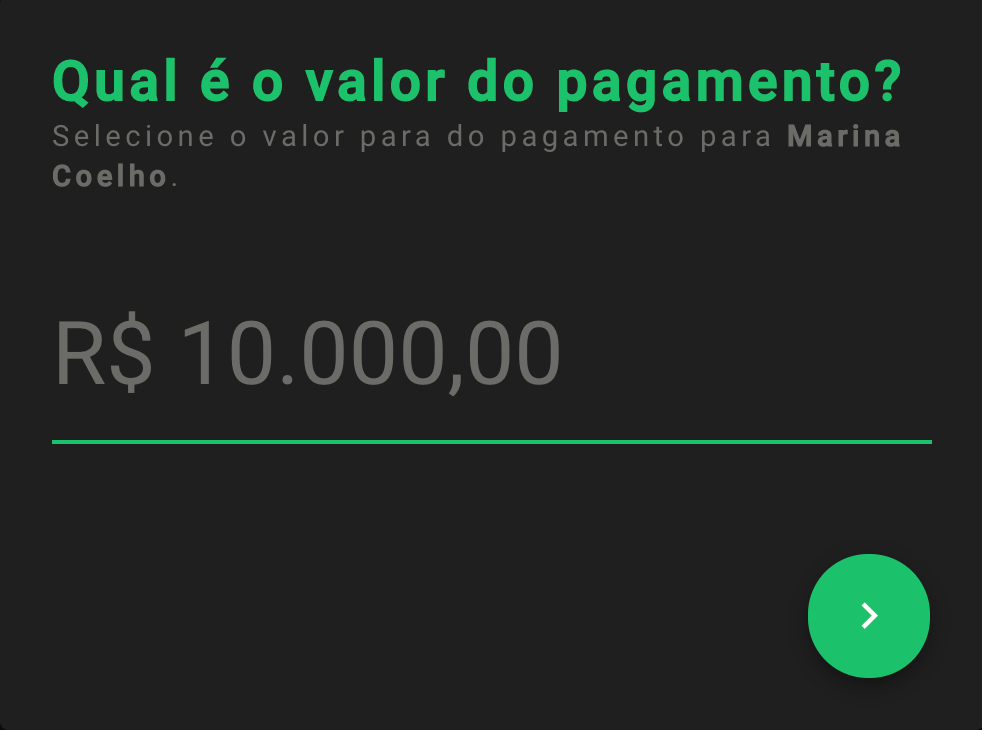 Qual é o valor do pagamento?
Selecione o valor para do pagamento para Marina
Coelho.
R$ 10.000,00